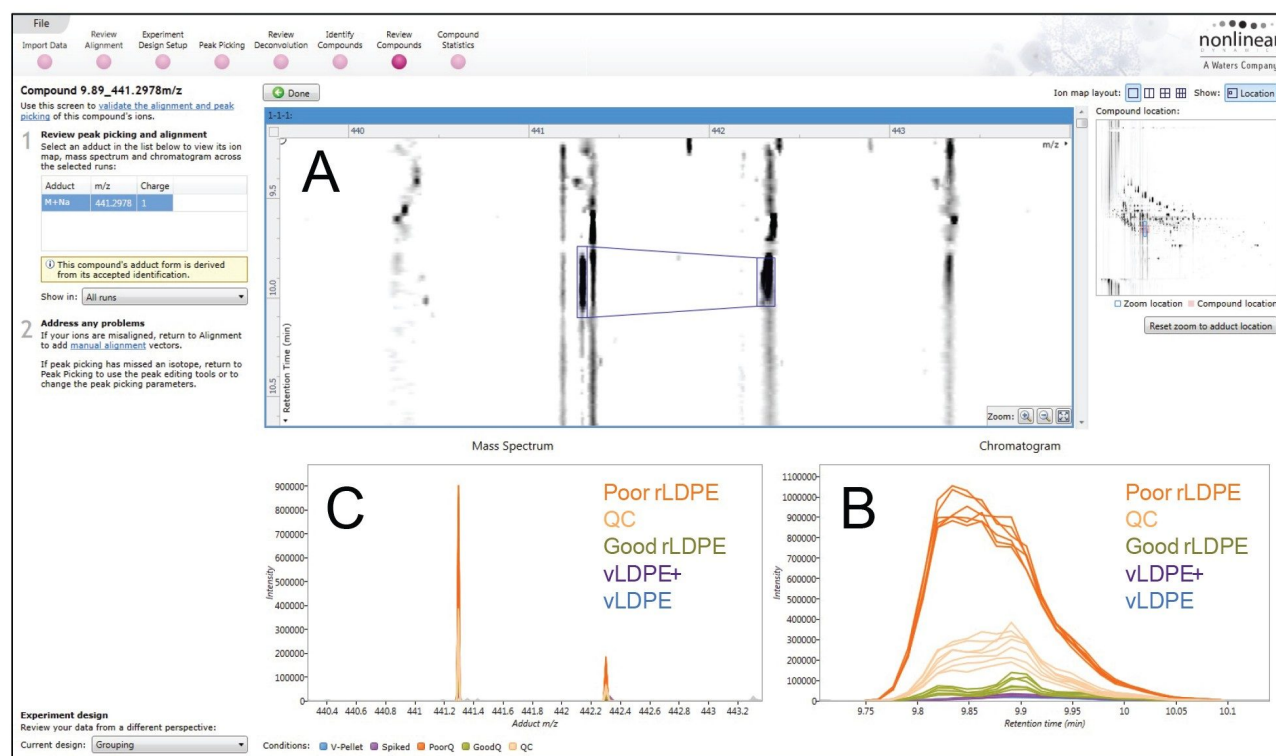 File
Import Data
Review Alignment
Experiment Design Setup
Peak Picking
Review Deconvolution
Identify Compounds
Review Compounds
Compound Statistics
nonlinear
DYNAMICS
A Waters Company
Compound 9.89_441.2978m/z
Use this screen to validate the alignment and peak
picking of this compound's ions.
1 Review peak picking and alignment
Select an adduct in the list below to view its ion
map, mass spectrum and chromatogram across
the selected runs:
Adduct m/z Charge
M+Na 441.2978 1
This compound's adduct form is derived
from its accepted identification.
Show in: All runs
2 Address any problems
If your ions are misaligned, return to Alignment
to add manual alignment vectors.
If peak picking has missed an isotope, return to
Peak Picking to use the peak editing tools or to
change the peak picking parameters.
Experiment design
Review your data from a different perspective:
Current design: Grouping
Done
Ion map layout: Show: Location
1-1-1:
440 441 442 443
m/z
A
9.5
10.0
10.5
Retention Time (min)
Zoom:
Compound location:
Zoom location Compound location
Reset zoom to adduct location
Mass Spectrum
C
Poor rLDPE
QC
Good rLDPE
vLDPE+
vLDPE
900000
800000
700000
600000
500000
400000
300000
200000
100000
0
Intensity
440.4 440.6 440.8 441 441.2 441.4 441.6 441.8 442 442.2 442.4 442.6 442.8 443 443.2
Adduct m/z
Chromatogram
B
Poor rLDPE
QC
Good rLDPE
vLDPE+
vLDPE
1100000
1000000
900000
800000
700000
600000
500000
400000
300000
200000
100000
0
Intensity
9.75 9.8 9.85 9.9 9.95 10 10.05 10.1
Retention time (min)
Conditions: V-Pellet Spiked PoorQ GoodQ QC